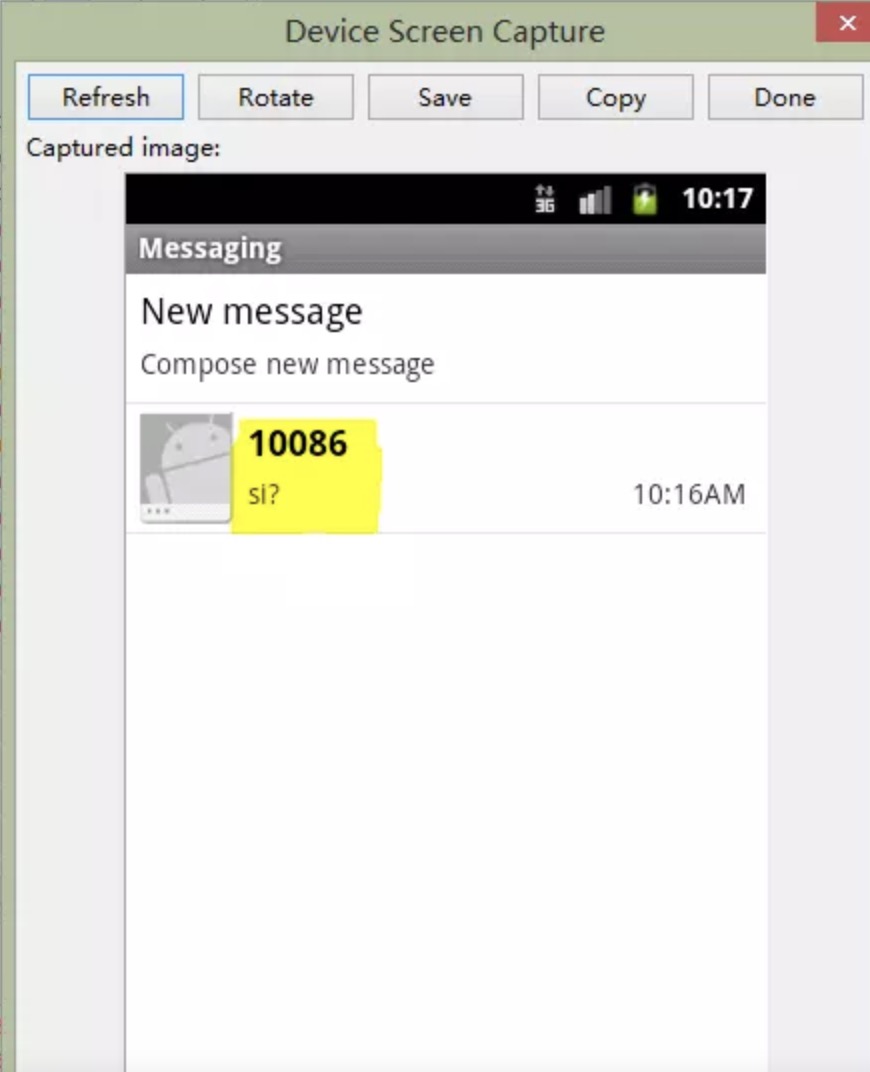 Device Screen Capture
Refresh Rotate Save Copy Done
Captured image:
3G 10:17
Messaging
New message
Compose new message
10086
si? 10:16AM